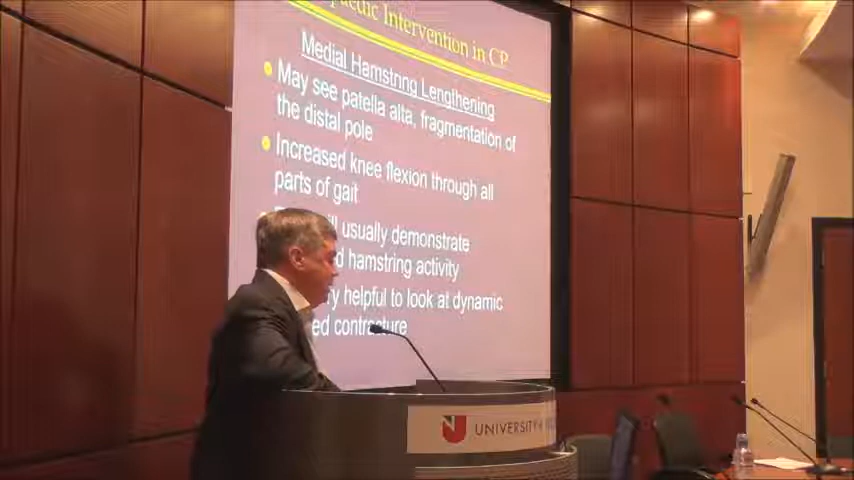 aedic Intervention in CP
Medial Hamstring Lengthening
May see patella alta, fragmentation of
the distal pole
Increased knee flexion through all
parts of gait
usually demonstrate
hamstring activity
helpful to look at dynamic
contracture
UNIVERSITY